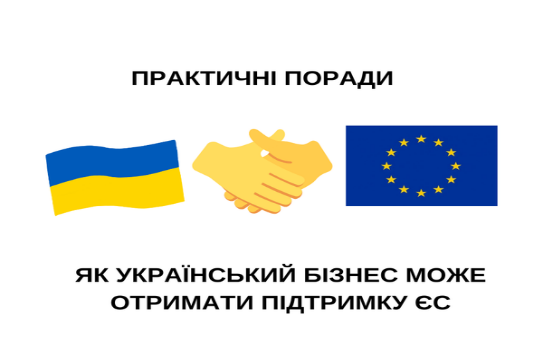 ПРАКТИЧНІ ПОРАДИ
ЯК УКРАЇНСЬКИЙ БІЗНЕС МОЖЕ
ОТРИМАТИ ПІДТРИМКУ ЄС